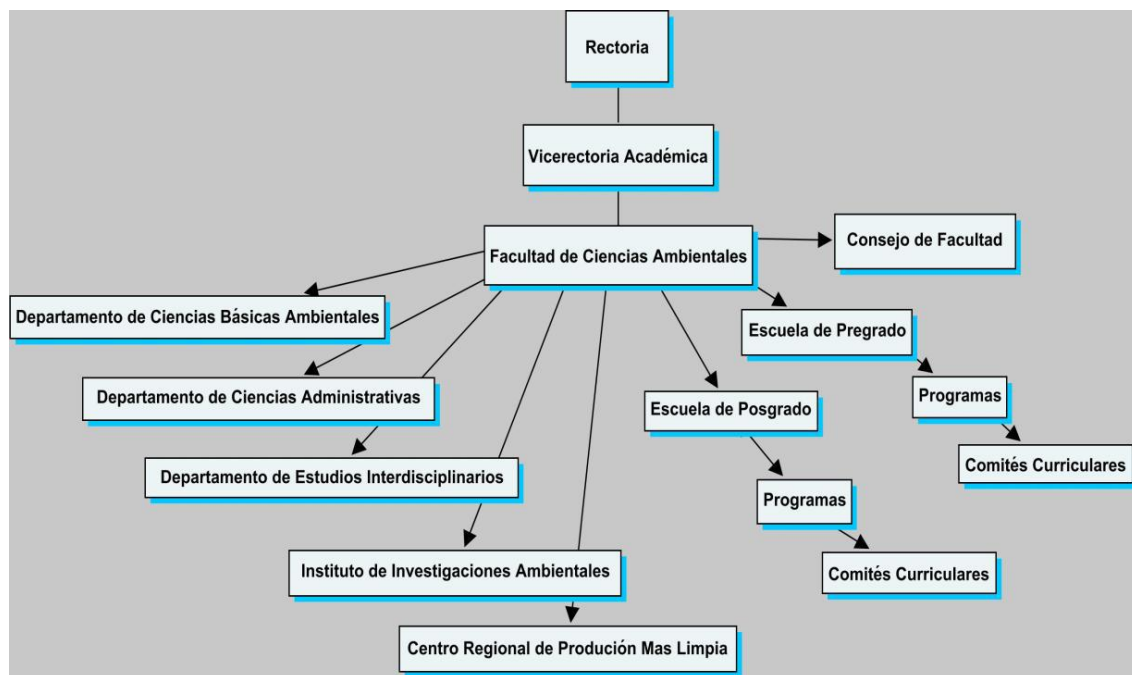 Rectoria
Vicerectoria Académica
Facultad de Ciencias Ambientales
Consejo de Facultad
Departamento de Ciencias Básicas Ambientales
Escuela de Pregrado
Departamento de Ciencias Administrativas
Escuela de Posgrado
Programas
Comités Curriculares
Departamento de Estudios Interdisciplinarios
Programas
Comités Curriculares
Instituto de Investigaciones Ambientales
Centro Regional de Produción Mas Limpia